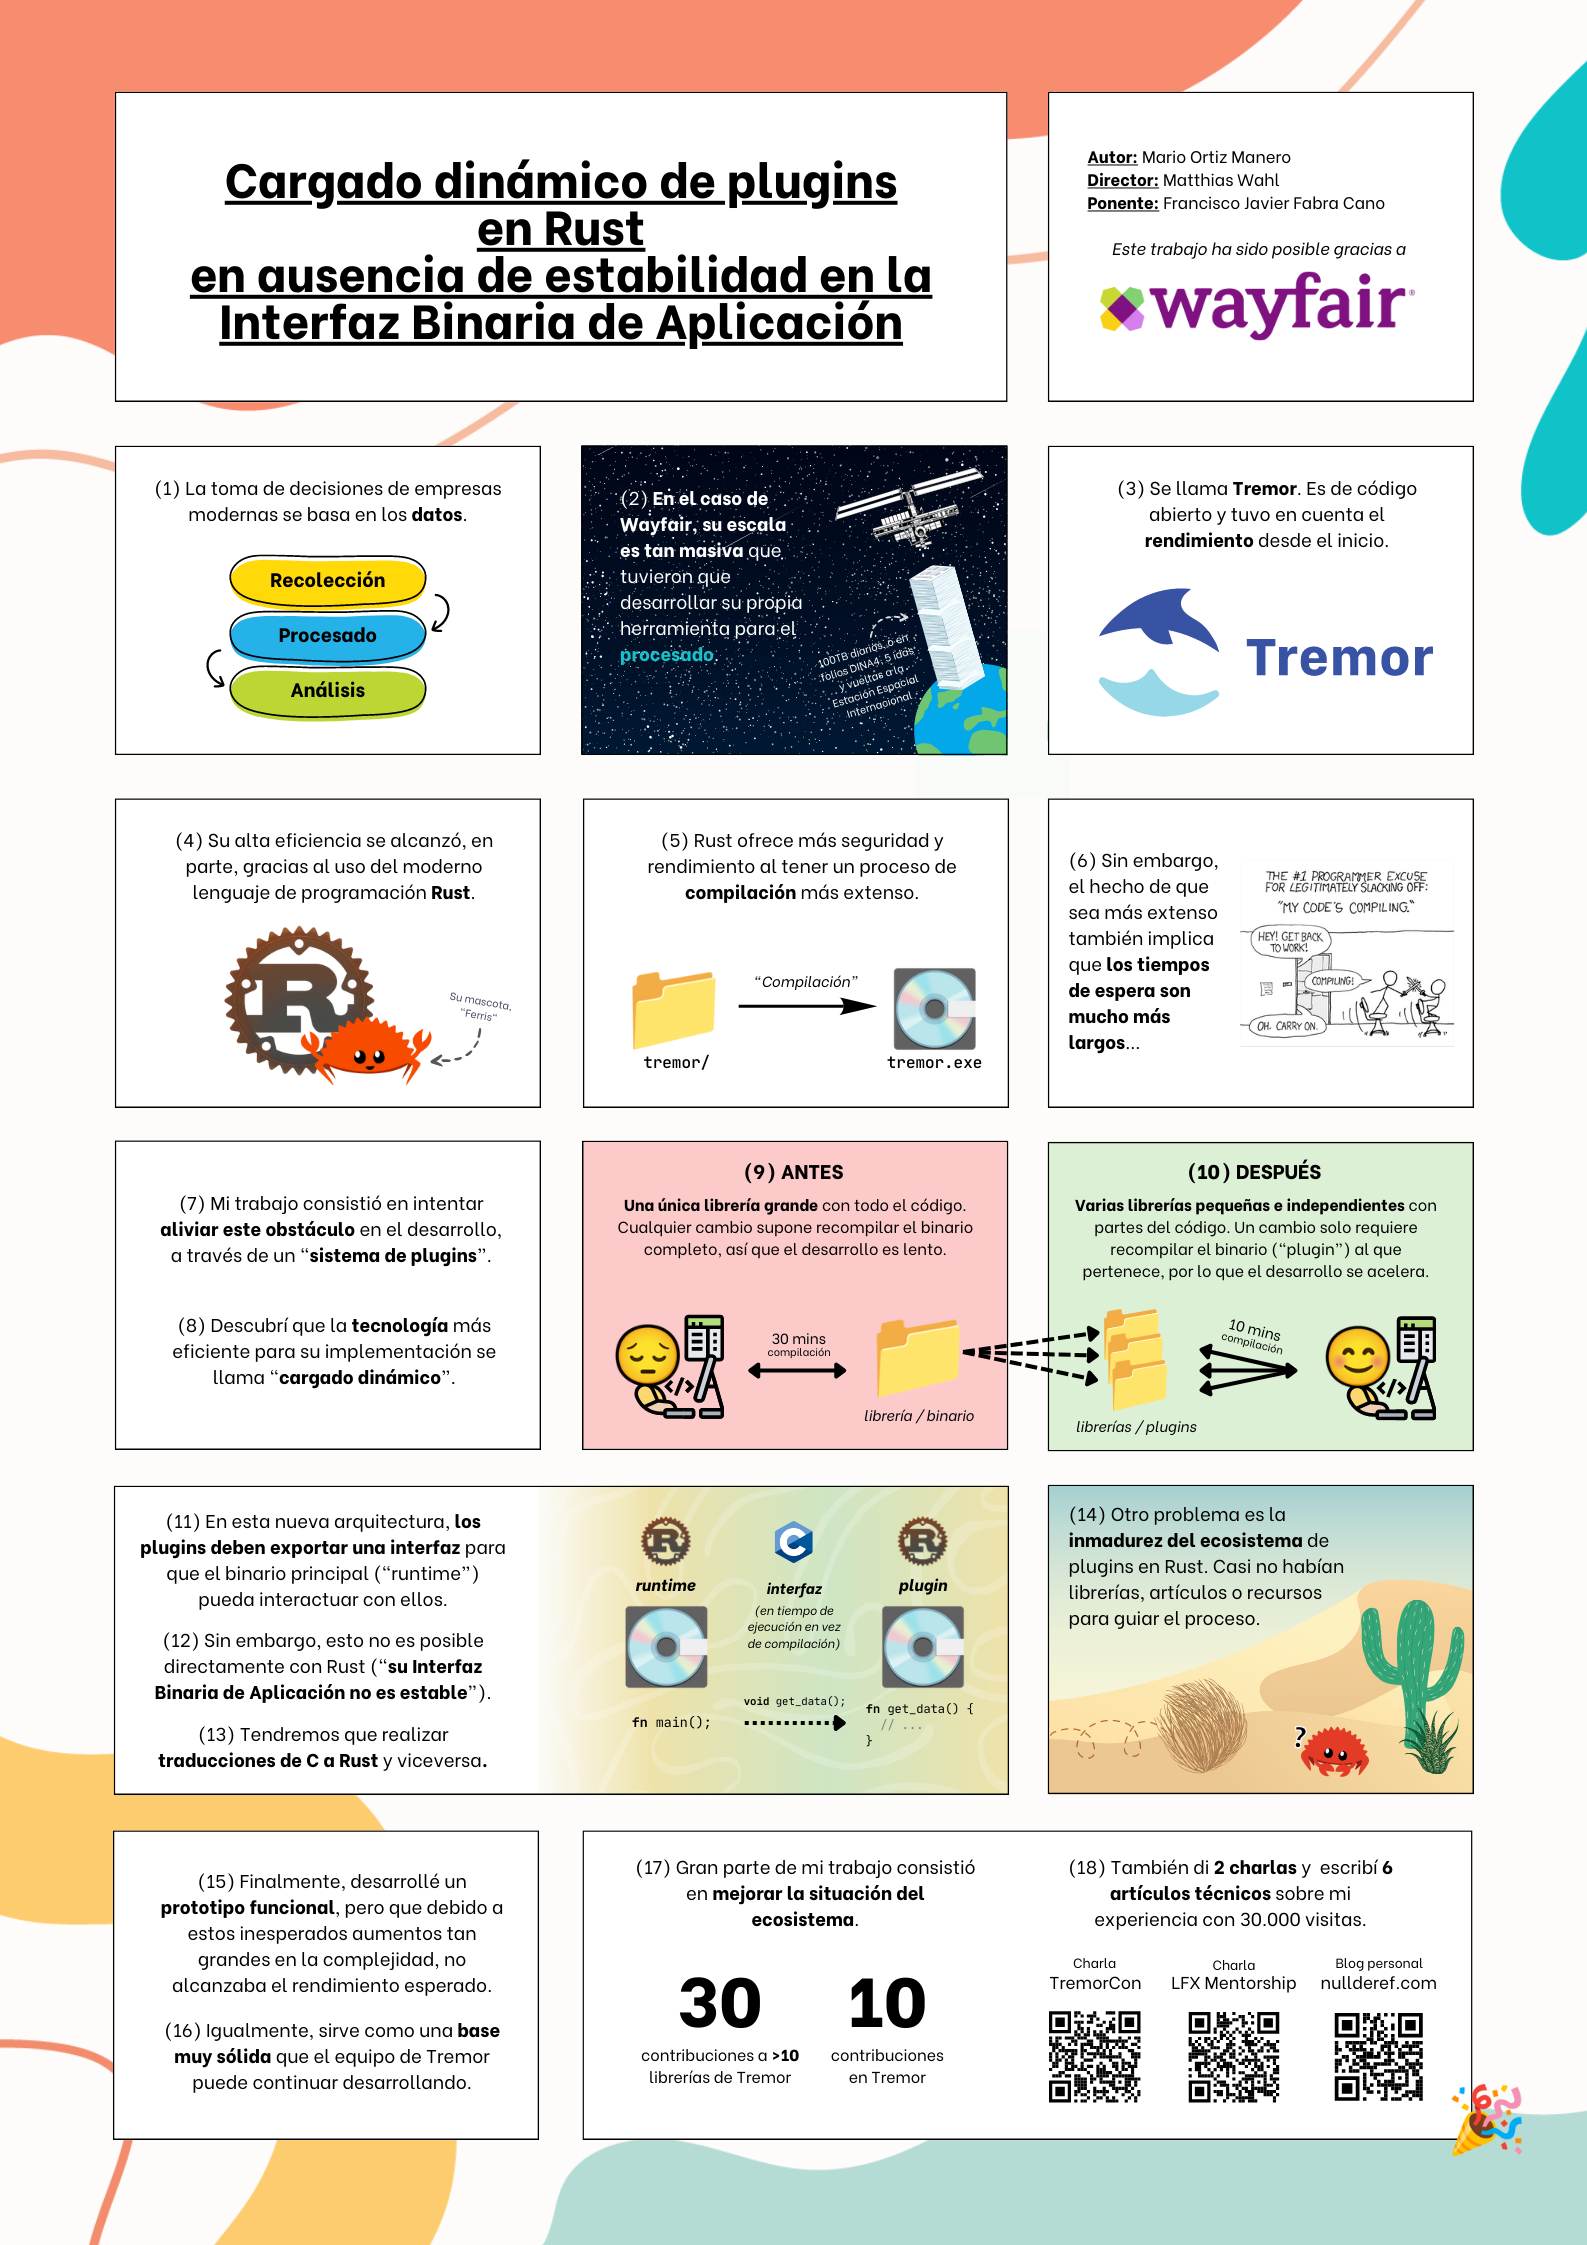 Cargado dinámico de plugins
en Rust
en ausencia de estabilidad en la
Interfaz Binaria de Aplicación
Autor: Mario Ortiz Manero
Director: Matthias Wahl
Ponente: Francisco Javier Fabra Cano
Este trabajo ha sido posible gracias a
wayfair
(1) La toma de decisiones de empresas
modernas se basa en los datos.
Recolección
Procesado
Análisis
(2) En el caso de
Wayfair, su escala
es tan masiva que
tuvieron que
desarrollar su propia
herramienta para el
procesado.
100TB diarios, o en
folios DINA4, 5 idas
y vueltas a la
Estación Espacial
Internacional
(3) Se llama Tremor. Es de código
abierto y tuvo en cuenta el
rendimiento desde el inicio.
Tremor
(4) Su alta eficiencia se alcanzó, en
parte, gracias al uso del moderno
lenguaje de programación Rust.
R
Su mascota,
"Ferris"
(5) Rust ofrece más seguridad y
rendimiento al tener un proceso de
compilación más extenso.
"Compilación"
tremor/
tremor.exe
(6) Sin embargo,
el hecho de que
sea más extenso
también implica
que los tiempos
de espera son
mucho más
largos...
THE #1 PROGRAMMER EXCUSE
FOR LEGITIMATELY SLACKING OFF:
"MY CODE'S COMPILING."
HEY! GET BACK
TO WORK!
COMPILING!
OH. CARRY ON.
(7) Mi trabajo consistió en intentar
aliviar este obstáculo en el desarrollo,
a través de un “sistema de plugins”.
(8) Descubrí que la tecnología más
eficiente para su implementación se
llama “cargado dinámico”.
(9) ANTES
Una única librería grande con todo el código.
Cualquier cambio supone recompilar el binario
completo, así que el desarrollo es lento.
30 mins
compilación
</>
librería / binario
(10) DESPUÉS
Varias librerías pequeñas e independientes con
partes del código. Un cambio solo requiere
recompilar el binario (“plugin”) al que
pertenece, por lo que el desarrollo se acelera.
10 mins
compilación
</>
librerías / plugins
(11) En esta nueva arquitectura, los
plugins deben exportar una interfaz para
que el binario principal (“runtime”)
pueda interactuar con ellos.
(12) Sin embargo, esto no es posible
directamente con Rust (“su Interfaz
Binaria de Aplicación no es estable”).
(13) Tendremos que realizar
traducciones de C a Rust y viceversa.
R
runtime
fn main();
C
interfaz
(en tiempo de
ejecución en vez
de compilación)
void get_data();
R
plugin
fn get_data() {
// ...
}
(14) Otro problema es la
inmadurez del ecosistema de
plugins en Rust. Casi no habían
librerías, artículos o recursos
para guiar el proceso.
?
(15) Finalmente, desarrollé un
prototipo funcional, pero que debido a
estos inesperados aumentos tan
grandes en la complejidad, no
alcanzaba el rendimiento esperado.
(16) Igualmente, sirve como una base
muy sólida que el equipo de Tremor
puede continuar desarrollando.
(17) Gran parte de mi trabajo consistió
en mejorar la situación del
ecosistema.
30
contribuciones a >10
librerías de Tremor
10
contribuciones
en Tremor
(18) También di 2 charlas y escribí 6
artículos técnicos sobre mi
experiencia con 30.000 visitas.
Charla
TremorCon
Charla
LFX Mentorship
Blog personal
nullderef.com